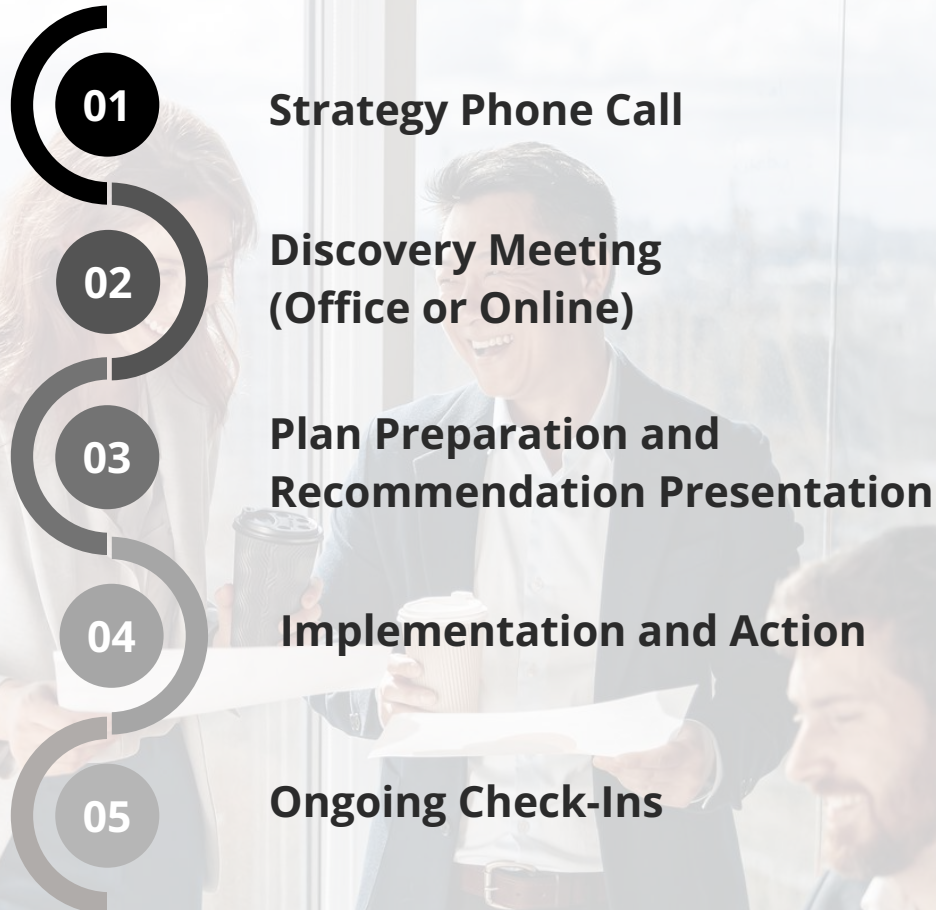 01
Strategy Phone Call
02
Discovery Meeting
(Office or Online)
03
Plan Preparation and
Recommendation Presentation
04
Implementation and Action
05
Ongoing Check-Ins